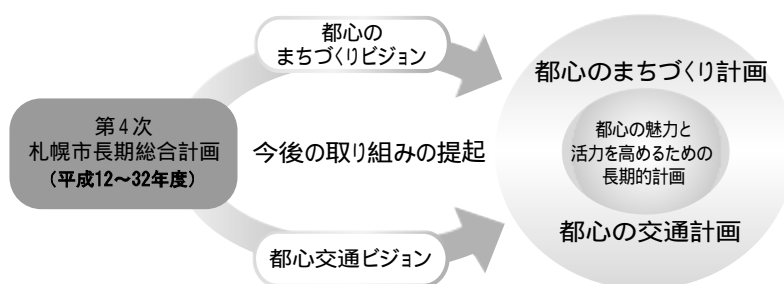 都心の
まちづくりビジョン
第4次
札幌市長期総合計画
(平成12〜32年度)
今後の取り組みの提起
都心交通ビジョン
都心のまちづくり計画
都心の魅力と
活力を高めるための
長期的計画
都心の交通計画